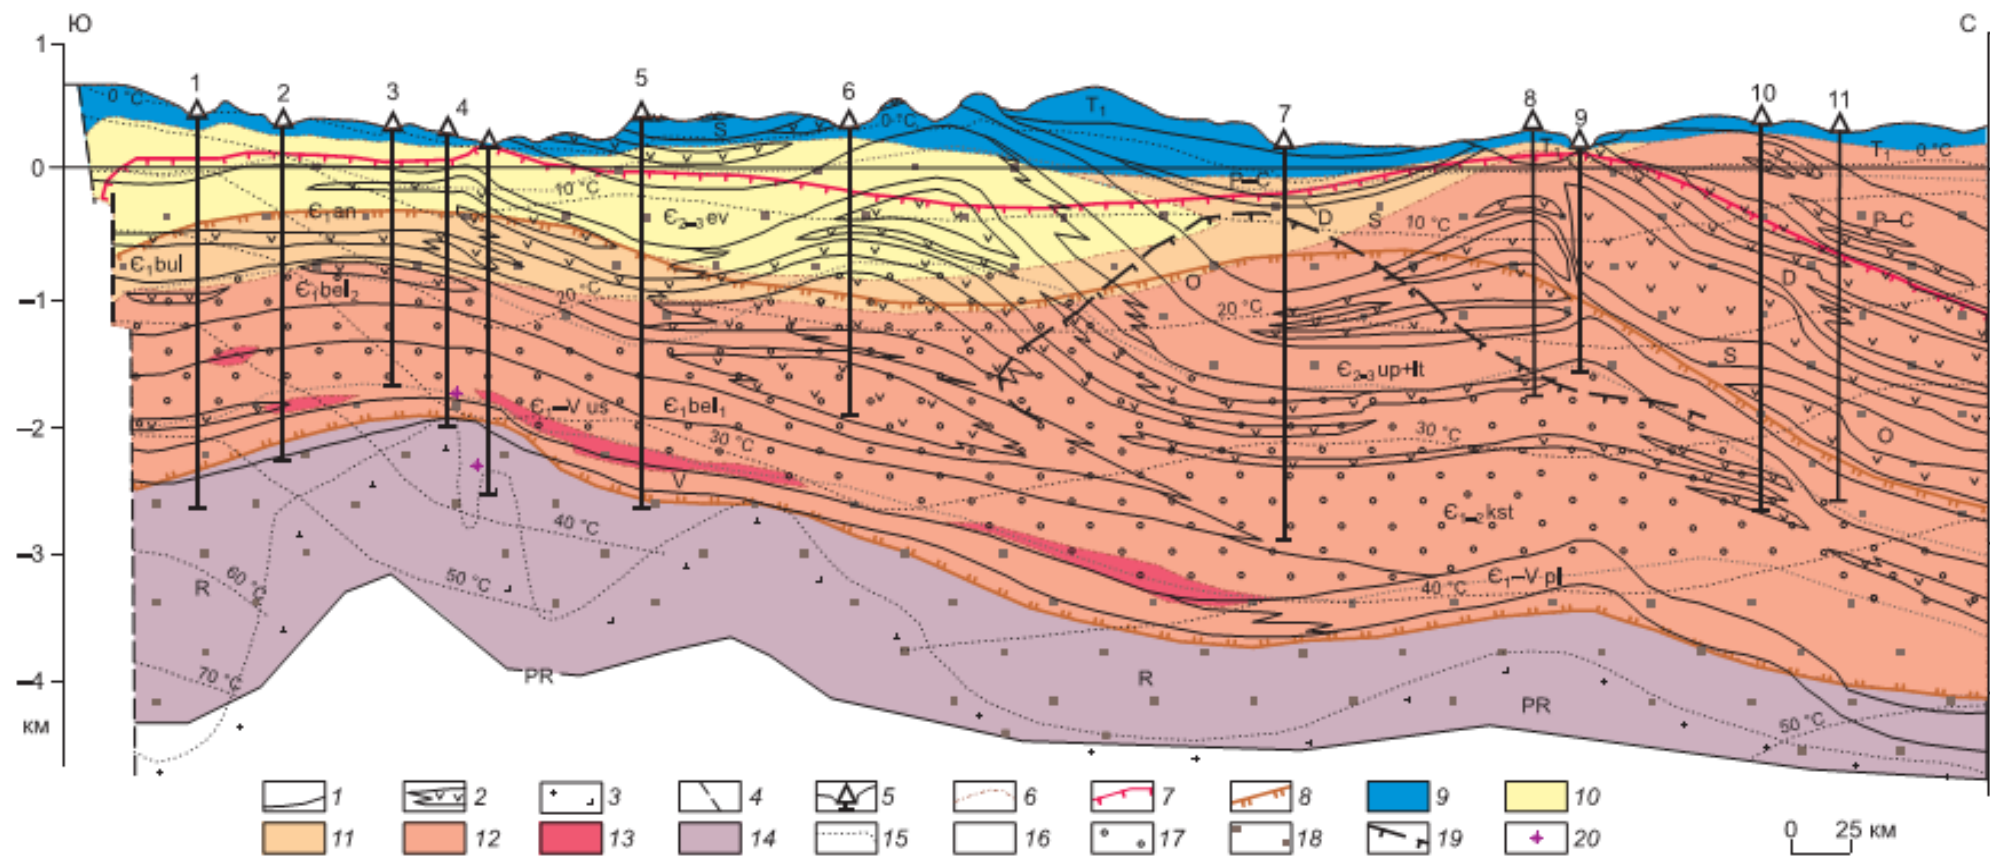 Ю
С
1
0
–1
–2
–3
–4
км
1 2 3 4 5 6 7 8 9 10 11
0 °C
S
0 °C
T₁
T₁
T₁
0 °C
10 °C
P–C
Є₁an
Є₂₋₃ev
D
S
10 °C
P–C
Є₁bul
Є₁bel₂
20 °C
O
20 °C
D
Є₂₋₃up+lt
S
Є₁–V us
Є₁bel₁
30 °C
30 °C
O
V
40 °C
Є₁₋₂kst
60 °C
R
50 °C
40 °C
Є₁–V pl
70 °C
PR
R
PR
50 °C
1 2 3 4 5 6 7 8 9 10
11 12 13 14 15 16 17 18 19 20
0 25 км